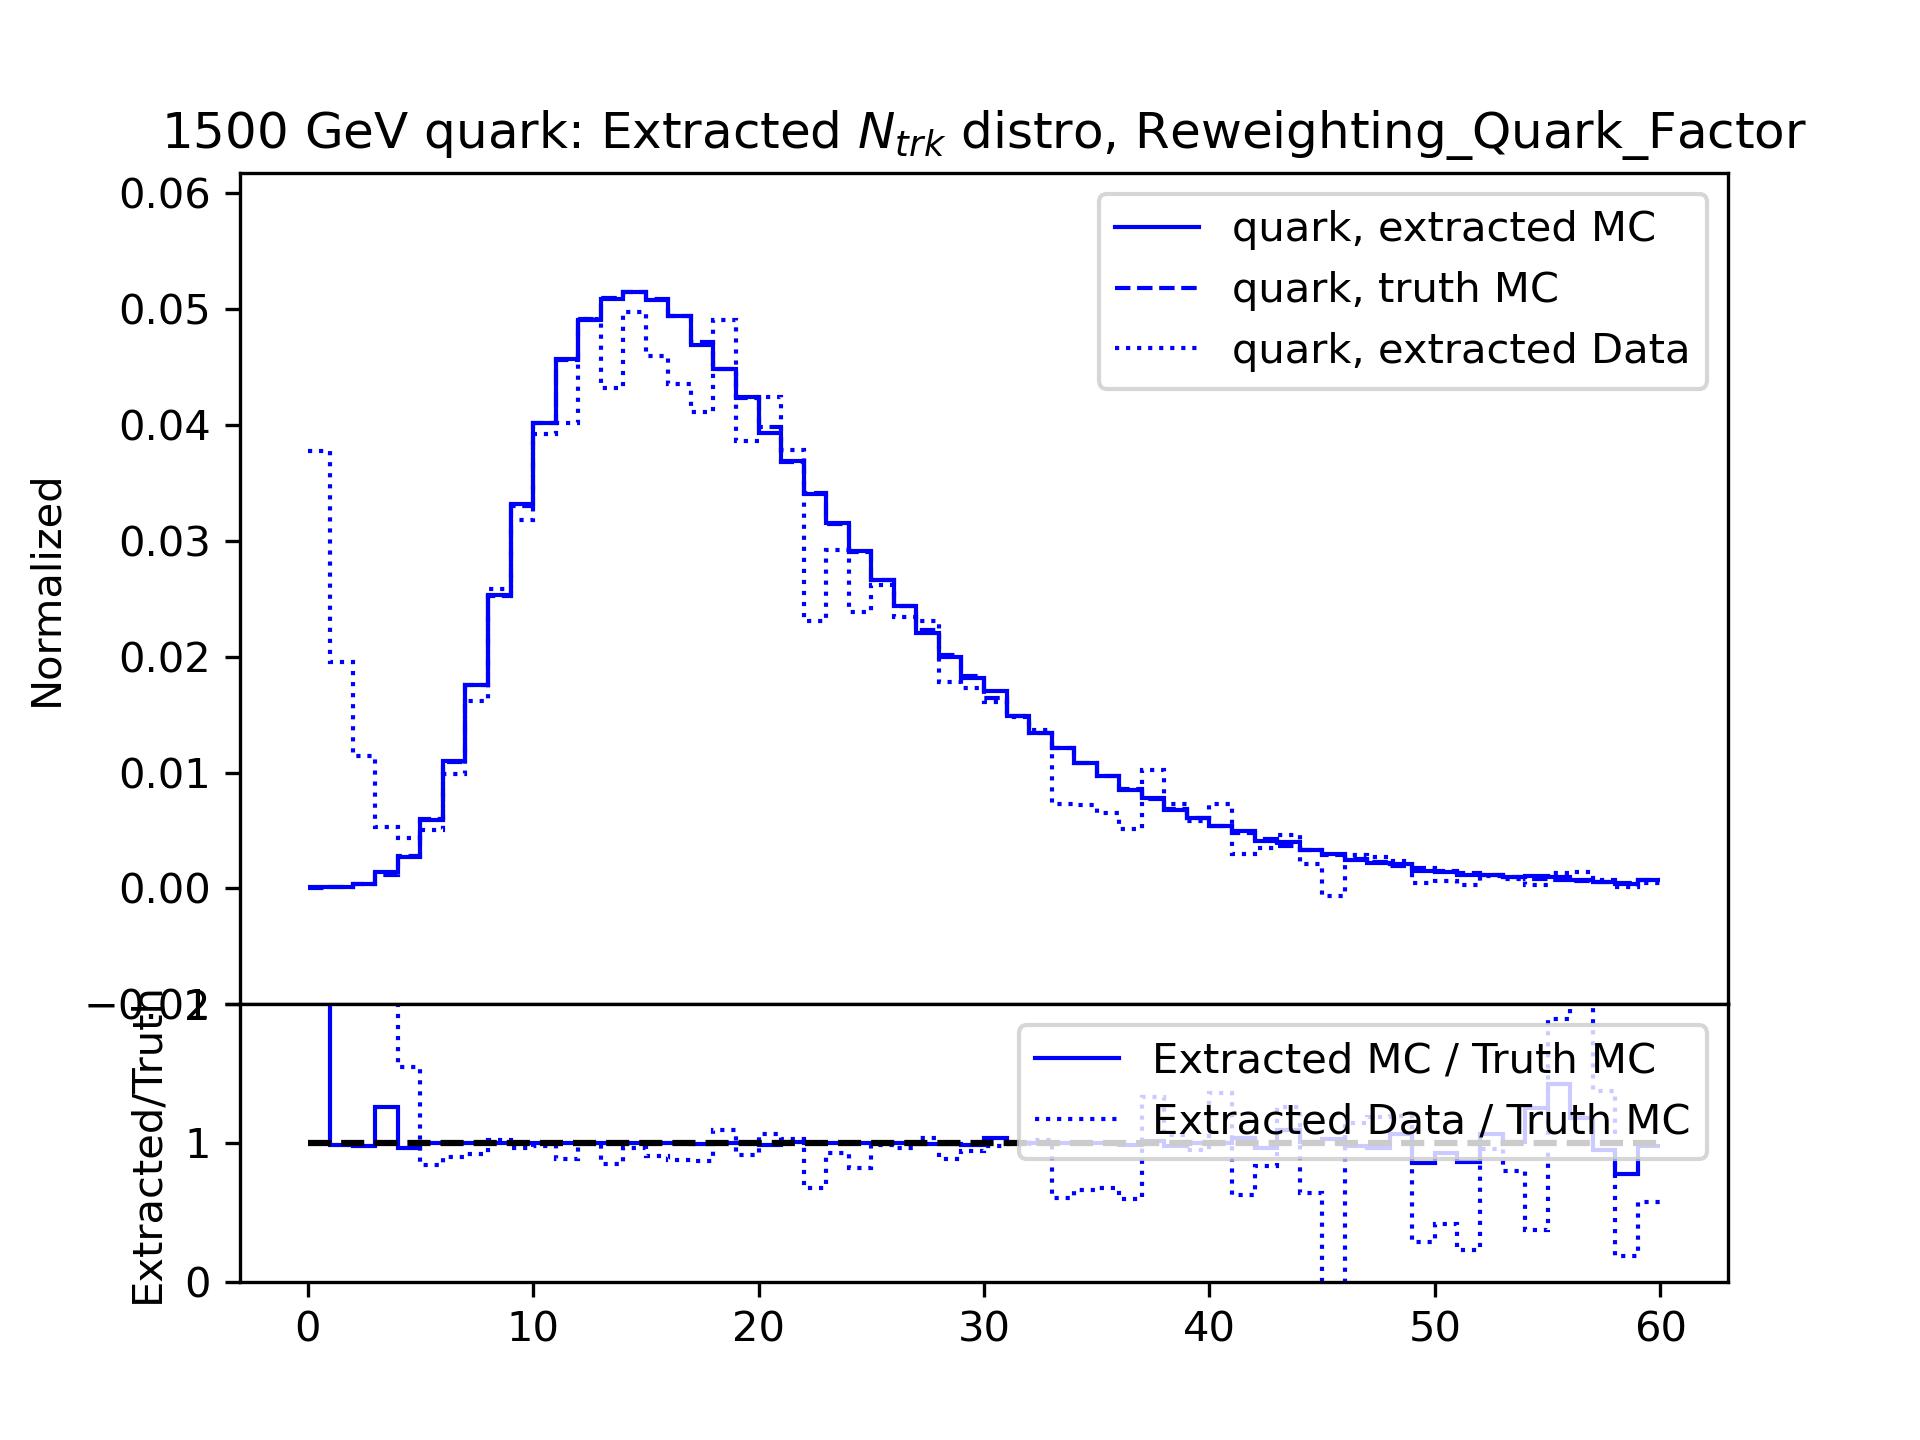 1500 GeV quark: Extracted N_trk distro, Reweighting_Quark_Factor
0.06
0.05
0.04
0.03
0.02
0.01
0.00
−0.01
Normalized
quark, extracted MC
quark, truth MC
quark, extracted Data
2
1
0
Extracted/Truth
Extracted MC / Truth MC
Extracted Data / Truth MC
0 10 20 30 40 50 60